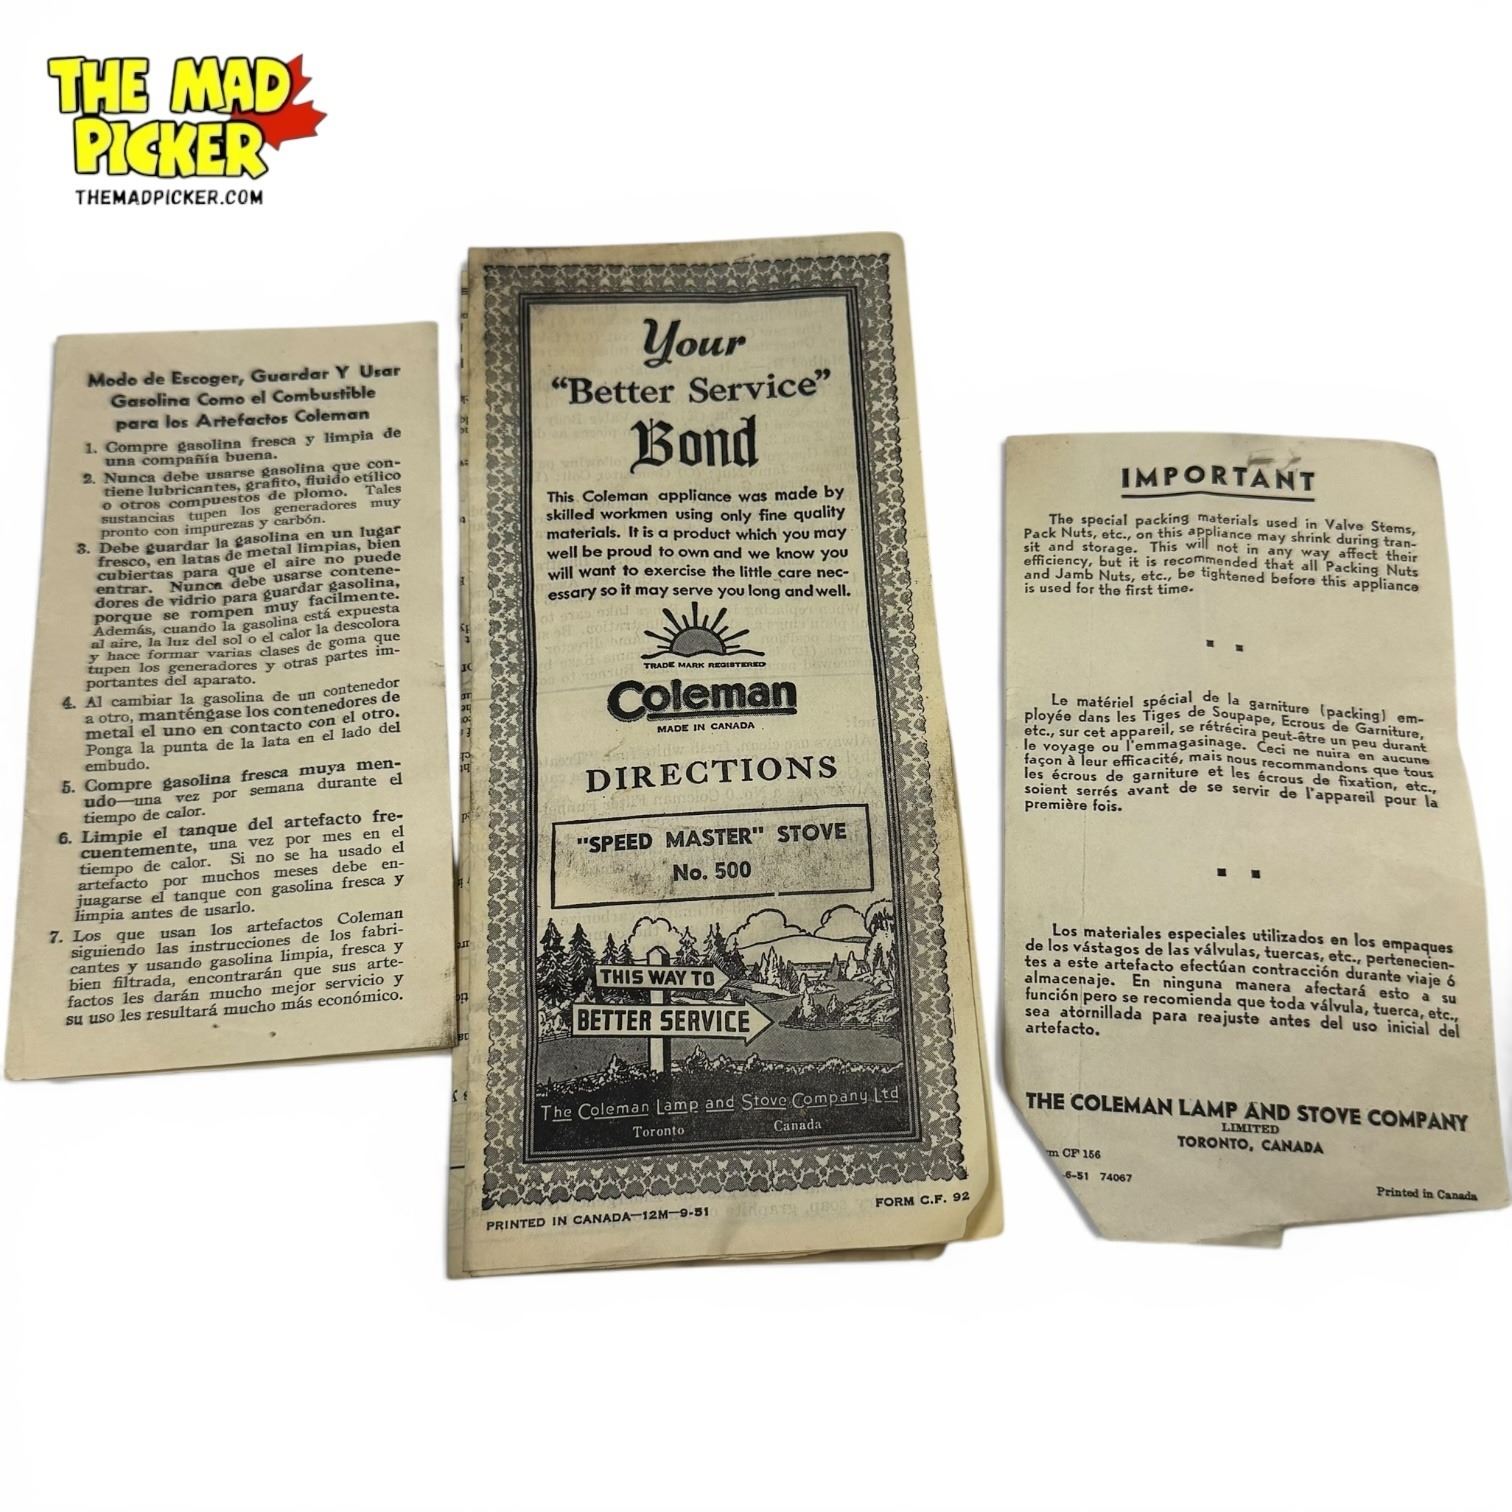 THE MAD
PICKER
THEMADPICKER.COM
Modo de Escoger, Guardar Y Usar
Gasolina Como el Combustible
para los Artefactos Coleman
1. Compre gasolina fresca y limpia de
una compañía buena.
2. Nunca debe usarse gasolina que con-
tiene lubricantes, grafito, fluido etílico
o otros compuestos de plomo. Tales
sustancias tupen los generadores muy
pronto con impurezas y carbón.
3. Debe guardar la gasolina en un lugar
fresco, en latas de metal limpias, bien
cubiertas para que el aire no puede
entrar. Nunca debe usarse contene-
dores de vidrio para guardar gasolina,
porque se rompen muy facilmente.
Además, cuando la gasolina está expuesta
al aire, la luz del sol o el calor la descolora
y hace formar varias clases de goma que
tupen los generadores y otras partes im-
portantes del aparato.
4. Al cambiar la gasolina de un contenedor
a otro, manténgase los contenedores de
metal el uno en contacto con el otro.
Ponga la punta de la lata en el lado del
embudo.
5. Compre gasolina fresca muya men-
udo—una vez por semana durante el
tiempo de calor.
6. Limpie el tanque del artefacto fre-
cuentemente, una vez por mes en el
tiempo de calor. Si no se ha usado el
artefacto por muchos meses debe en-
juagarse el tanque con gasolina fresca y
limpia antes de usarlo.
7. Los que usan los artefactos Coleman
siguiendo las instrucciones de los fabri-
cantes y usando gasolina limpia, fresca y
bien filtrada, encontrarán que sus arte-
factos les darán mucho mejor servicio y
su uso les resultará mucho más económico.
Your
"Better Service"
Bond
This Coleman appliance was made by
skilled workmen using only fine quality
materials. It is a product which you may
well be proud to own and we know you
will want to exercise the little care nec-
essary so it may serve you long and well.
TRADE MARK REGISTERED
Coleman
MADE IN CANADA
DIRECTIONS
"SPEED MASTER" STOVE
No. 500
THIS WAY TO
BETTER SERVICE
The Coleman Lamp and Stove Company Ltd
Toronto Canada
PRINTED IN CANADA—12M—9-51
FORM C.F. 92
IMPORTANT
The special packing materials used in Valve Stems,
Pack Nuts, etc., on this appliance may shrink during tran-
sit and storage. This will not in any way affect their
efficiency, but it is recommended that all Packing Nuts
and Jamb Nuts, etc., be tightened before this appliance
is used for the first time.
Le matériel spécial de la garniture (packing) em-
ployée dans les Tiges de Soupape, Ecrous de Garniture,
etc., sur cet appareil, se rétrécira peut-être un peu durant
le voyage ou l'emmagasinage. Ceci ne nuira en aucune
façon à leur efficacité, mais nous recommandons que tous
les écrous de garniture et les écrous de fixation, etc.,
soient serrés avant de se servir de l'appareil pour la
première fois.
Los materiales especiales utilizados en los empaques
de los vástagos de las válvulas, tuercas, etc., pertenecien-
tes a este artefacto efectúan contracción durante viaje ó
almacenaje. En ninguna manera afectará esto a su
función pero se recomienda que toda válvula, tuerca, etc.,
sea atornillada para reajuste antes del uso inicial del
artefacto.
THE COLEMAN LAMP AND STOVE COMPANY
LIMITED
TORONTO, CANADA
m CF 156
-6-51 74067
Printed in Canada